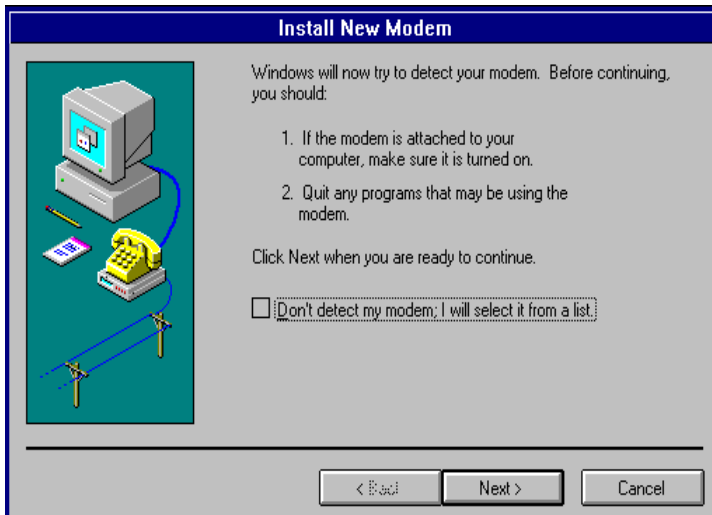 Install New Modem
Windows will now try to detect your modem. Before continuing,
you should:
1. If the modem is attached to your
computer, make sure it is turned on.
2. Quit any programs that may be using the
modem.
Click Next when you are ready to continue.
Don't detect my modem; I will select it from a list.
< Back Next > Cancel